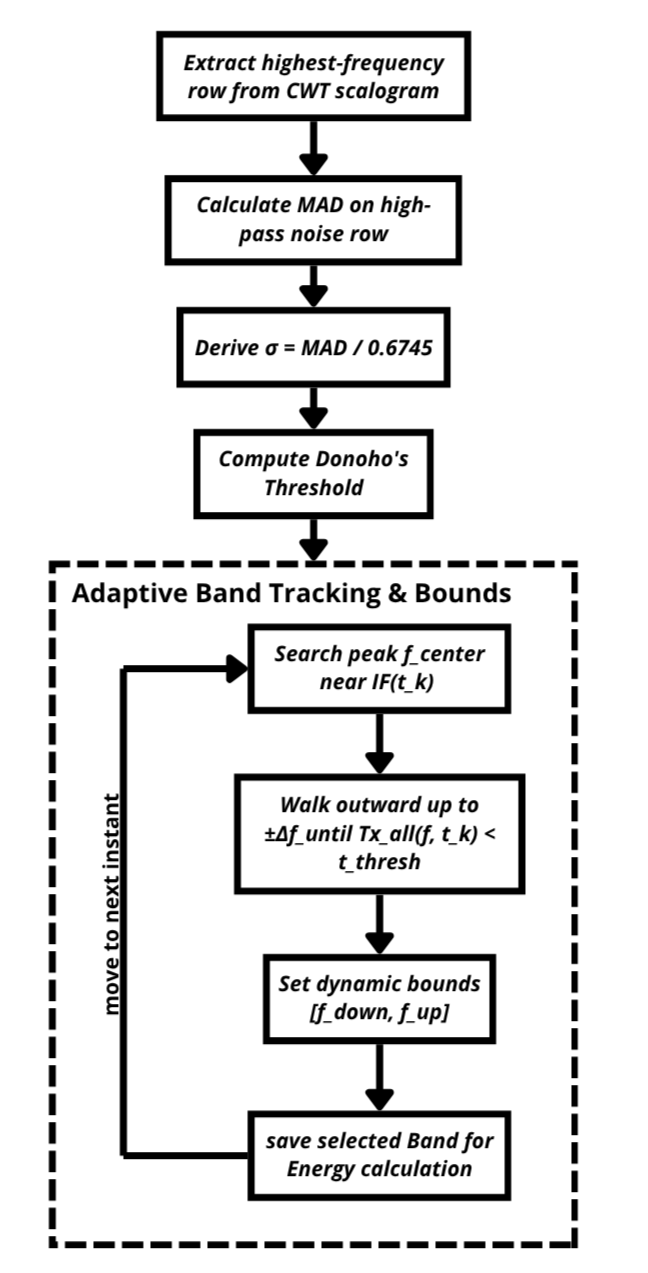 Extract highest-frequency
row from CWT scalogram
Calculate MAD on high-
pass noise row
Derive σ = MAD / 0.6745
Compute Donoho's
Threshold
Adaptive Band Tracking & Bounds
Search peak f_center
near IF(t_k)
Walk outward up to
±Δf_until Tx_all(f, t_k) <
t_thresh
Set dynamic bounds
[f_down, f_up]
save selected Band for
Energy calculation
move to next instant